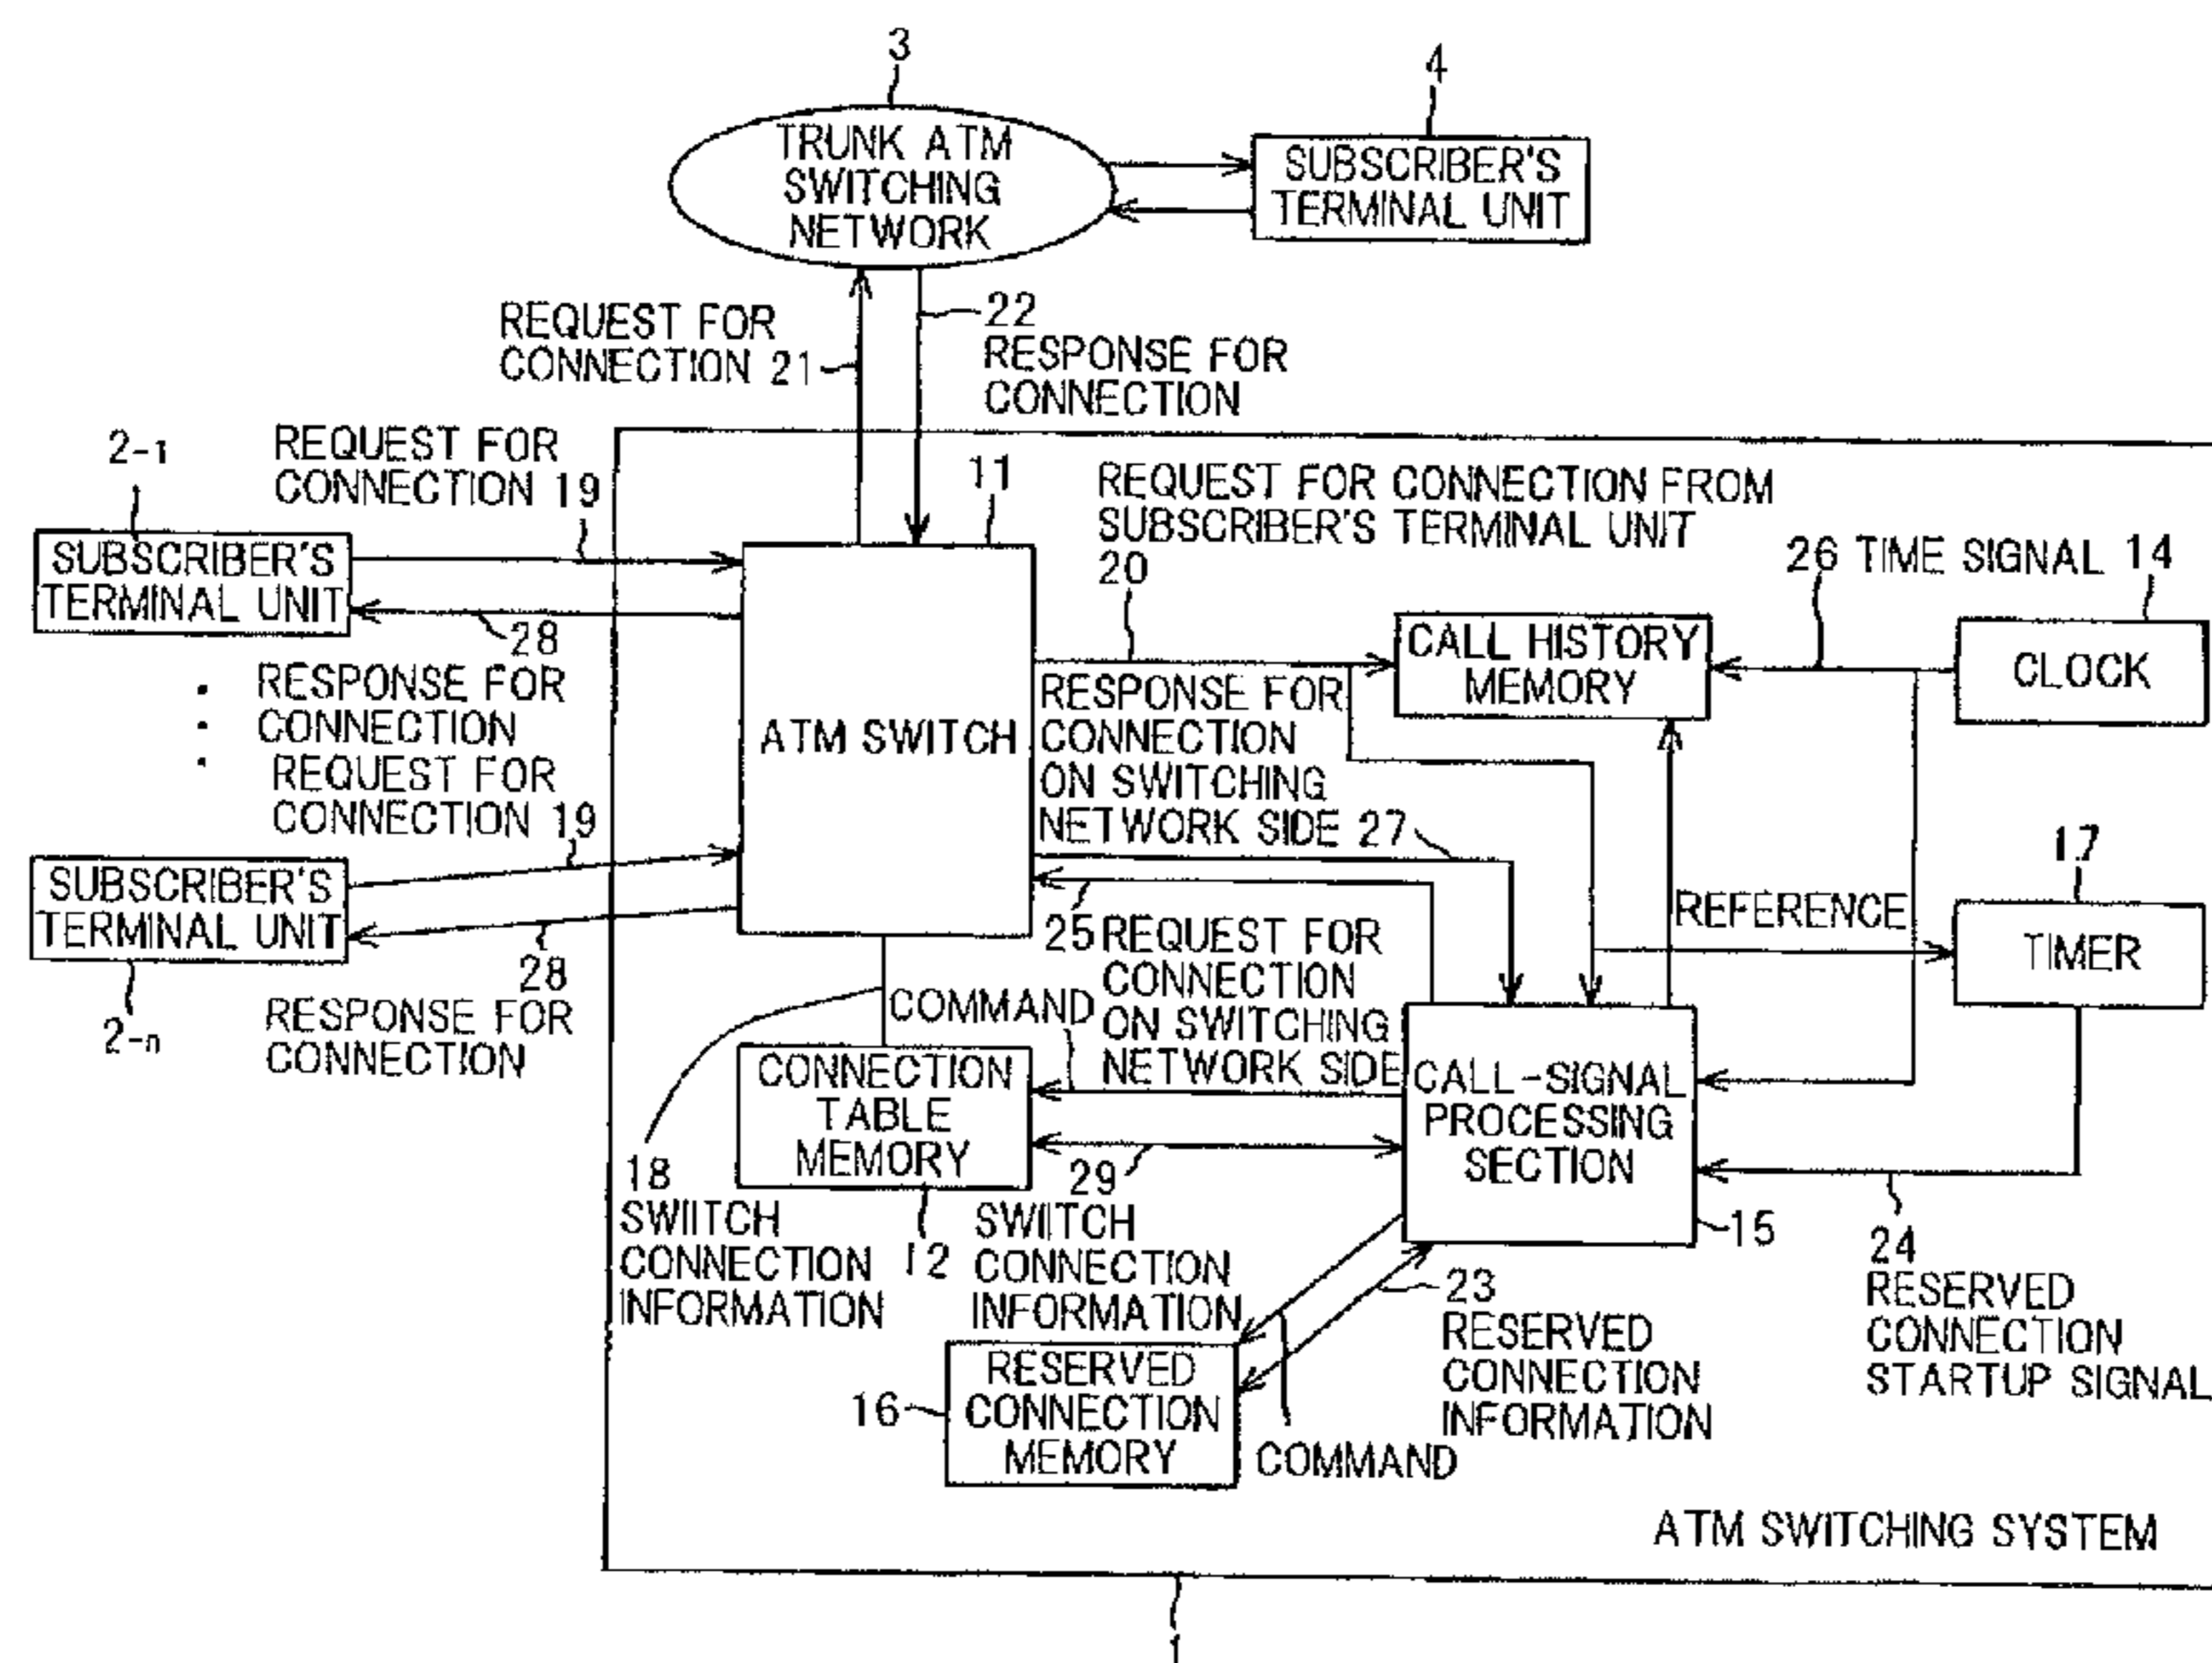 3
TRUNK ATM
SWITCHING
NETWORK
4
SUBSCRIBER'S
TERMINAL UNIT
REQUEST FOR
CONNECTION 21
22
RESPONSE FOR
CONNECTION
2-1
REQUEST FOR
CONNECTION 19
SUBSCRIBER'S
TERMINAL UNIT
28
RESPONSE FOR
CONNECTION
REQUEST FOR
CONNECTION 19
SUBSCRIBER'S
TERMINAL UNIT
2-n
28
RESPONSE FOR
CONNECTION
11
ATM SWITCH
REQUEST FOR CONNECTION FROM
SUBSCRIBER'S TERMINAL UNIT
20
CALL HISTORY
MEMORY
26 TIME SIGNAL 14
CLOCK
RESPONSE FOR
CONNECTION
ON SWITCHING
NETWORK SIDE 27
17
REFERENCE
TIMER
25 REQUEST FOR
CONNECTION
ON SWITCHING
NETWORK SIDE
COMMAND
CONNECTION
TABLE
MEMORY
CALL-SIGNAL
PROCESSING
SECTION
18
SWIITCH
CONNECTION
INFORMATION
12
29
SWIITCH
CONNECTION
INFORMATION
15
24
RESERVED
CONNECTION
STARTUP SIGNAL
23
RESERVED
CONNECTION
INFORMATION
16
RESERVED
CONNECTION
MEMORY
COMMAND
ATM SWITCHING SYSTEM
1